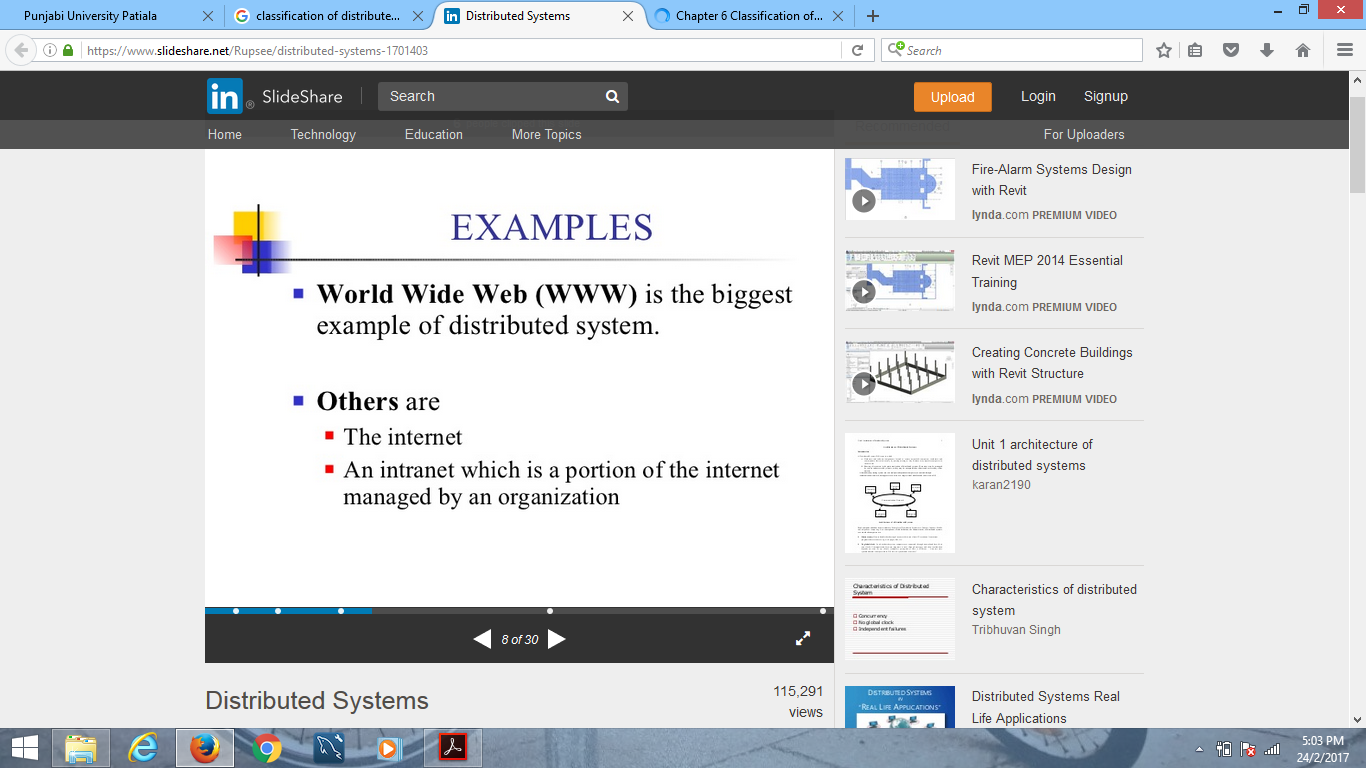 Punjabi University Patiala
classification of distribute...
Distributed Systems
Chapter 6 Classification of...
https://www.slideshare.net/Rupsee/distributed-systems-1701403
Search
in
SlideShare
Search
Upload
Login
Signup
Home
Technology
Education
More Topics
For Uploaders
EXAMPLES
World Wide Web (WWW) is the biggest
example of distributed system.
Others are
The internet
An intranet which is a portion of the internet
managed by an organization
8 of 30
Distributed Systems
115,291
views
Fire-Alarm Systems Design
with Revit
lynda.com PREMIUM VIDEO
Revit MEP 2014 Essential
Training
lynda.com PREMIUM VIDEO
Creating Concrete Buildings
with Revit Structure
lynda.com PREMIUM VIDEO
Unit 1 architecture of
distributed systems
karan2190
Characteristics of Distributed
System
Concurrency
No global clock
Independent failures
Characteristics of distributed
system
Tribhuvan Singh
DISTRIBUTED SYSTEMS
"REAL LIFE APPLICATIONS"
Distributed Systems Real
Life Applications
5:03 PM
24/2/2017